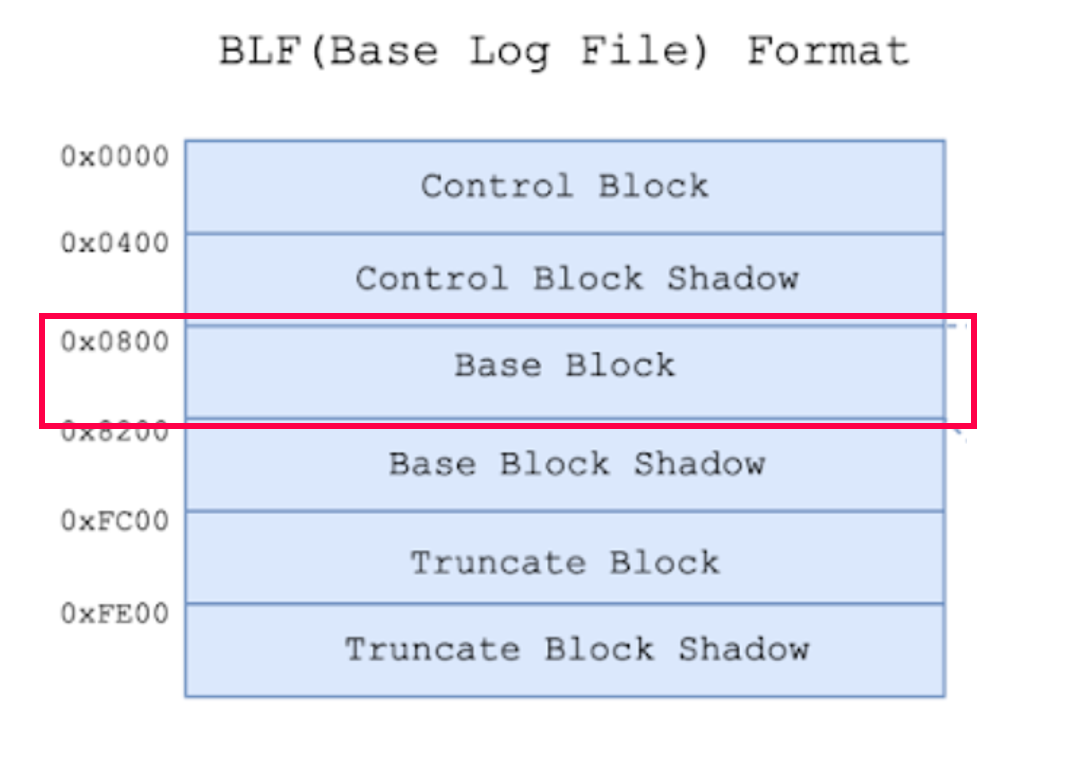 BLF(Base Log File) Format
0x0000
Control Block
0x0400
Control Block Shadow
0x0800
Base Block
0x8200
Base Block Shadow
0xFC00
Truncate Block
0xFE00
Truncate Block Shadow